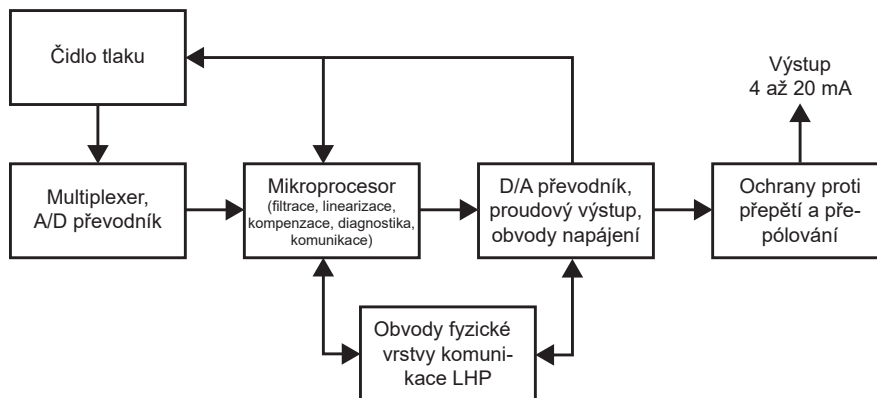 Čidlo tlaku
Výstup
4 až 20 mA
Multiplexer,
A/D převodník
Mikroprocesor
(filtrace, linearizace,
kompenzace, diagnostika,
komunikace)
D/A převodník,
proudový výstup,
obvody napájení
Ochrany proti
přepětí a pře-
pólování
Obvody fyzické
vrstvy komuni-
kace LHP